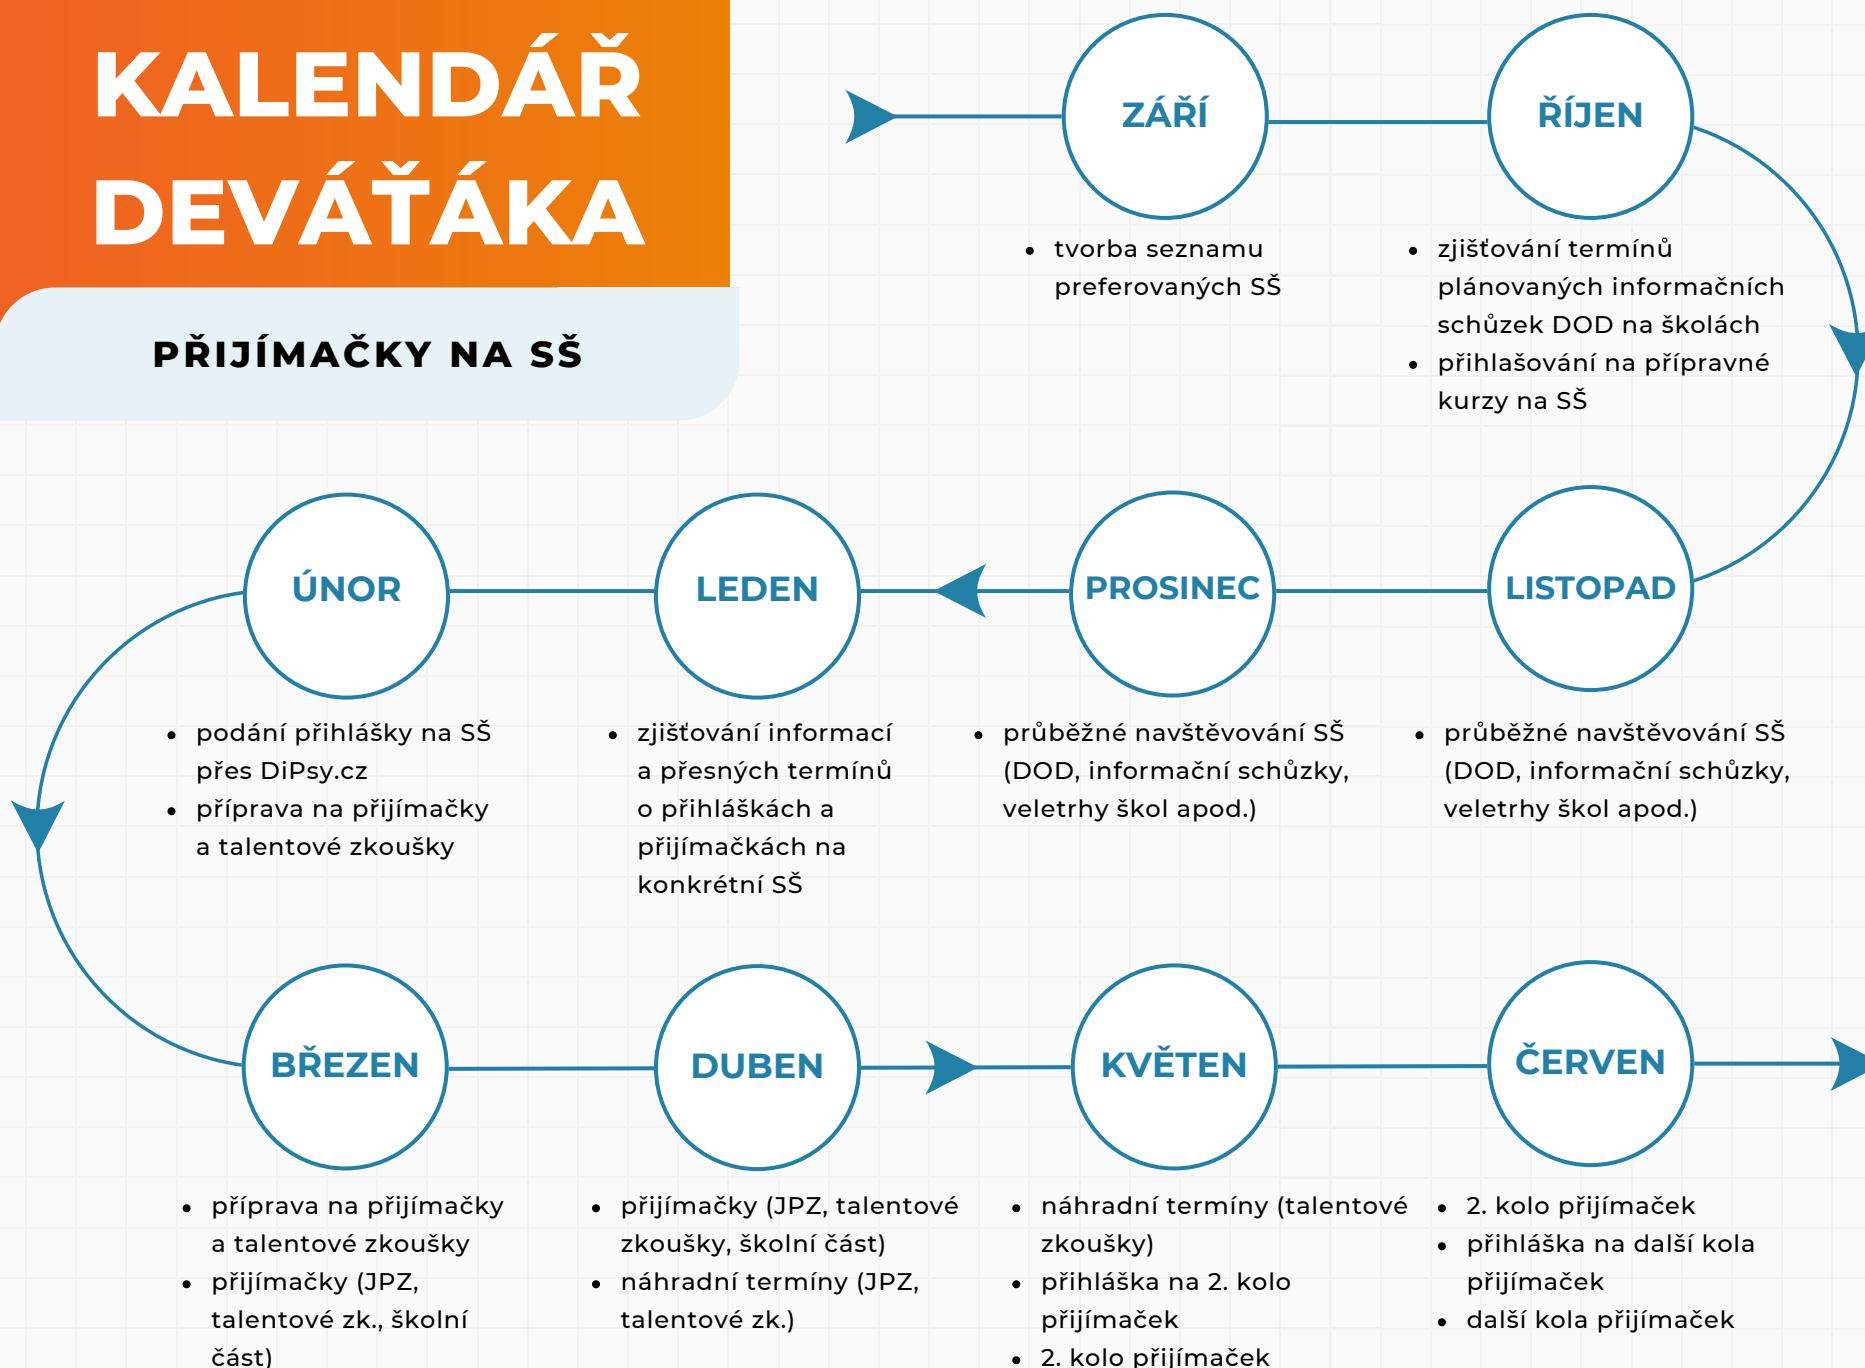 KALENDÁŘ
DEVÁŤÁKA
PŘIJÍMAČKY NA SŠ
ZÁŘÍ
• tvorba seznamu
preferovaných SŠ
ŘÍJEN
• zjišťování termínů
plánovaných informačních
schůzek DOD na školách
• přihlašování na přípravné
kurzy na SŠ
LISTOPAD
• průběžné navštěvování SŠ
(DOD, informační schůzky,
veletrhy škol apod.)
PROSINEC
• průběžné navštěvování SŠ
(DOD, informační schůzky,
veletrhy škol apod.)
LEDEN
• zjišťování informací
a přesných termínů
o přihláškách a
přijímačkách na
konkrétní SŠ
ÚNOR
• podání přihlášky na SŠ
přes DiPsy.cz
• příprava na přijímačky
a talentové zkoušky
BŘEZEN
• příprava na přijímačky
a talentové zkoušky
• přijímačky (JPZ,
talentové zk., školní
část)
DUBEN
• přijímačky (JPZ, talentové
zkoušky, školní část)
• náhradní termíny (JPZ,
talentové zk.)
KVĚTEN
• náhradní termíny (talentové
zkoušky)
• přihláška na 2. kolo
přijímaček
• 2. kolo přijímaček
ČERVEN
• 2. kolo přijímaček
• přihláška na další kola
přijímaček
• další kola přijímaček